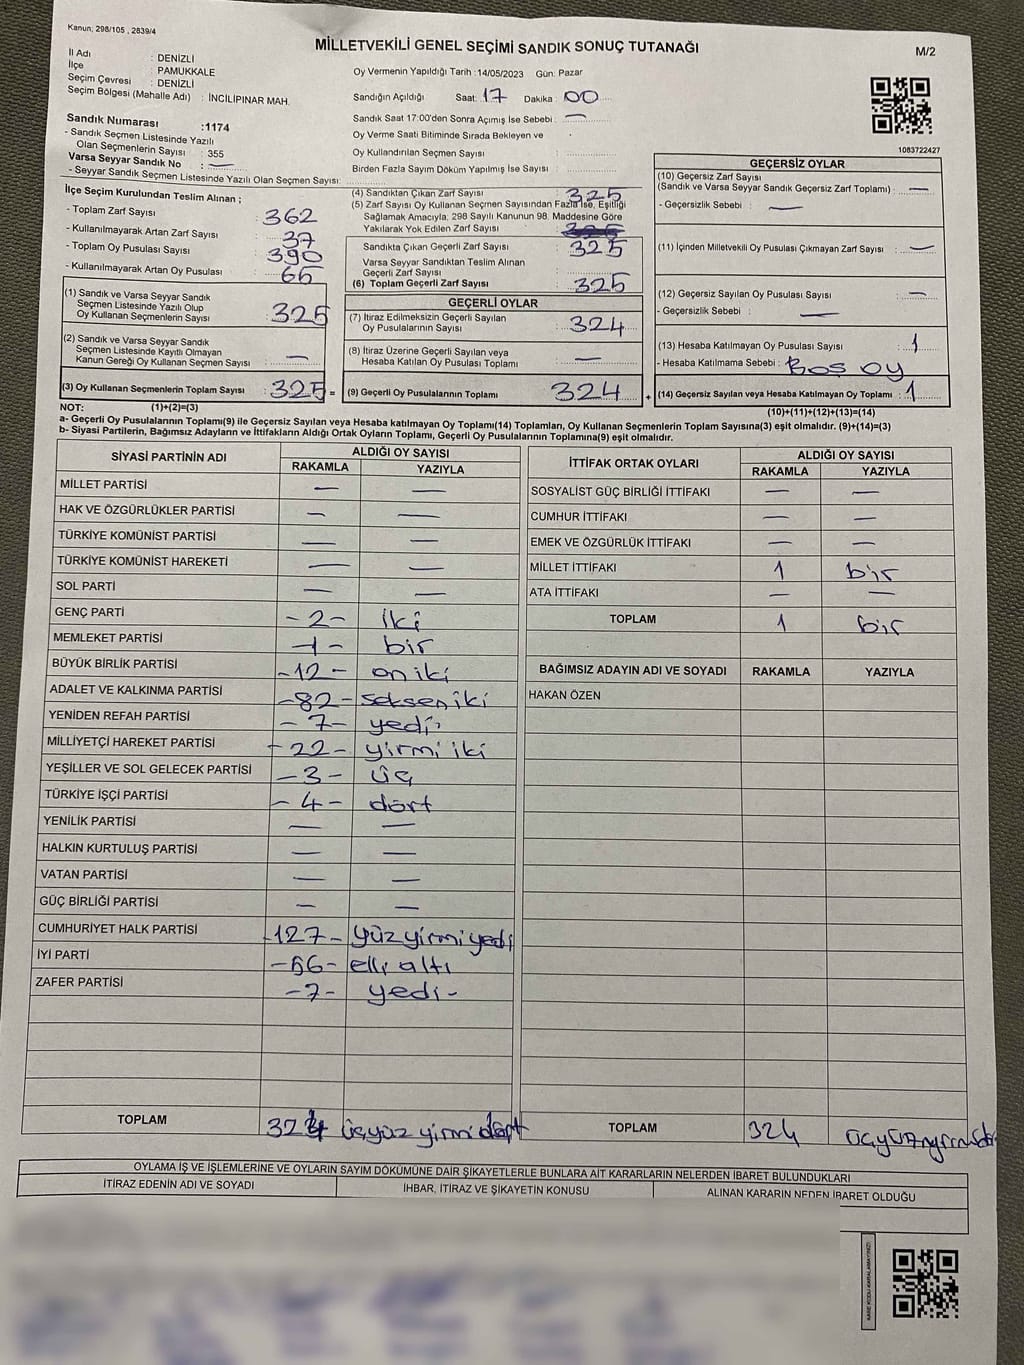 Kanun, 298/105 , 2839/4
MİLLETVEKİLİ GENEL SEÇİMİ SANDIK SONUÇ TUTANAĞI
M/2
İl Adı : DENİZLİ
İlçe : PAMUKKALE
Seçim Çevresi : DENİZLİ
Seçim Bölgesi (Mahalle Adı) : İNCİLİPINAR MAH.
Oy Vermenin Yapıldığı Tarih :14/05/2023 Gün: Pazar
Sandığın Açıldığı Saat: 17 Dakika : 00
Sandık Saat 17:00'den Sonra Açımış İse Sebebi : —
Oy Verme Saati Bitiminde Sırada Bekleyen ve
Oy Kullandırılan Seçmen Sayısı
Birden Fazla Sayım Döküm Yapılmış İse Sayısı
1083722427
Sandık Numarası :1174
- Sandık Seçmen Listesinde Yazılı
Olan Seçmenlerin Sayısı : 355
Varsa Seyyar Sandık No : —
- Seyyar Sandık Seçmen Listesinde Yazılı Olan Seçmen Sayısı:
İlçe Seçim Kurulundan Teslim Alınan ;
- Toplam Zarf Sayısı : 362
- Kullanılmayarak Artan Zarf Sayısı : 37
- Toplam Oy Pusulası Sayısı : 390
- Kullanılmayarak Artan Oy Pusulası : 65
(1) Sandık ve Varsa Seyyar Sandık
Seçmen Listesinde Yazılı Olup
Oy Kullanan Seçmenlerin Sayısı : 325
(2) Sandık ve Varsa Seyyar Sandık
Seçmen Listesinde Kayıtlı Olmayan
Kanun Gereği Oy Kullanan Seçmen Sayısı : —
(3) Oy Kullanan Seçmenlerin Toplam Sayısı : 325 =
(4) Sandıktan Çıkan Zarf Sayısı : 325
(5) Zarf Sayısı Oy Kullanan Seçmen Sayısından Fazla İse, Eşitliği
Sağlamak Amacıyla, 298 Sayılı Kanunun 98. Maddesine Göre
Yakılarak Yok Edilen Zarf Sayısı
Sandıkta Çıkan Geçerli Zarf Sayısı : 325
Varsa Seyyar Sandıktan Teslim Alınan
Geçerli Zarf Sayısı
(6) Toplam Geçerli Zarf Sayısı : 325
GEÇERLİ OYLAR
(7) İtiraz Edilmeksizin Geçerli Sayılan
Oy Pusulalarının Sayısı : 324
(8) İtiraz Üzerine Geçerli Sayılan veya
Hesaba Katılan Oy Pusulası Toplamı : —
(9) Geçerli Oy Pusulalarının Toplamı 324 +
GEÇERSİZ OYLAR
(10) Geçersiz Zarf Sayısı
(Sandık ve Varsa Seyyar Sandık Geçersiz Zarf Toplamı) : —
- Geçersizlik Sebebi : —
(11) İçinden Milletvekili Oy Pusulası Çıkmayan Zarf Sayısı : —
(12) Geçersiz Sayılan Oy Pusulası Sayısı : —
- Geçersizlik Sebebi : —
(13) Hesaba Katılmayan Oy Pusulası Sayısı : 1
- Hesaba Katılmama Sebebi : Bos oy
(14) Geçersiz Sayılan veya Hesaba Katılmayan Oy Toplamı : 1
NOT: (1)+(2)=(3)
(10)+(11)+(12)+(13)=(14)
a- Geçerli Oy Pusulalarının Toplamı(9) ile Geçersiz Sayılan veya Hesaba katılmayan Oy Toplamı(14) Toplamları, Oy Kullanan Seçmenlerin Toplam Sayısına(3) eşit olmalıdır. (9)+(14)=(3)
b- Siyasi Partilerin, Bağımsız Adayların ve İttifakların Aldığı Ortak Oyların Toplamı, Geçerli Oy Pusulalarının Toplamına(9) eşit olmalıdır.
SİYASİ PARTİNİN ADI
ALDIĞI OY SAYISI
RAKAMLA YAZIYLA
MİLLET PARTİSİ — —
HAK VE ÖZGÜRLÜKLER PARTİSİ — —
TÜRKİYE KOMÜNİST PARTİSİ — —
TÜRKİYE KOMÜNİST HAREKETİ — —
SOL PARTİ — —
GENÇ PARTİ -2- iki
MEMLEKET PARTİSİ -1- bir
BÜYÜK BİRLİK PARTİSİ -12- on iki
ADALET VE KALKINMA PARTİSİ -82- seksen iki
YENİDEN REFAH PARTİSİ -7- yedi
MİLLİYETÇİ HAREKET PARTİSİ -22- yirmi iki
YEŞİLLER VE SOL GELECEK PARTİSİ -3- üç
TÜRKİYE İŞÇİ PARTİSİ -4- dört
YENİLİK PARTİSİ — —
HALKIN KURTULUŞ PARTİSİ — —
VATAN PARTİSİ — —
GÜÇ BİRLİĞİ PARTİSİ — —
CUMHURİYET HALK PARTİSİ -127- yüz yirmi yedi
İYİ PARTİ -56- elli altı
ZAFER PARTİSİ -7- yedi-
TOPLAM 324 üçyüz yirmi dört
İTTİFAK ORTAK OYLARI
ALDIĞI OY SAYISI
RAKAMLA YAZIYLA
SOSYALİST GÜÇ BİRLİĞİ İTTİFAKI — —
CUMHUR İTTİFAKI — —
EMEK VE ÖZGÜRLÜK İTTİFAKI — —
MİLLET İTTİFAKI 1 bir
ATA İTTİFAKI — —
TOPLAM 1 bir
BAĞIMSIZ ADAYIN ADI VE SOYADI RAKAMLA YAZIYLA
HAKAN ÖZEN
TOPLAM 324
OYLAMA İŞ VE İŞLEMLERİNE VE OYLARIN SAYIM DÖKÜMÜNE DAİR ŞİKAYETLERLE BUNLARA AİT KARARLARIN NELERDEN İBARET BULUNDUKLARI
İTİRAZ EDENİN ADI VE SOYADI İHBAR, İTİRAZ VE ŞİKAYETİN KONUSU ALINAN KARARIN NEDEN İBARET OLDUĞU